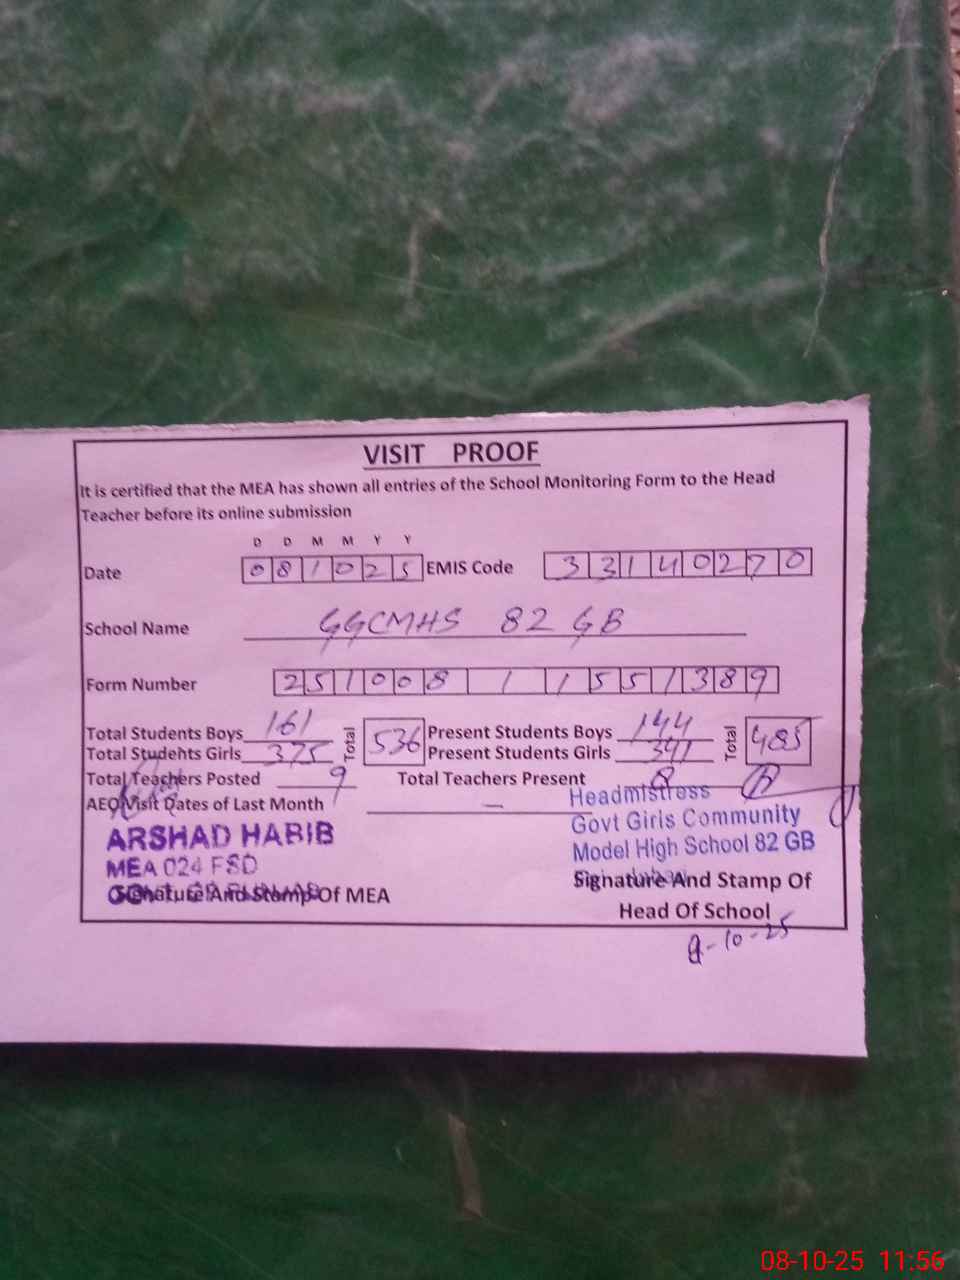 VISIT PROOF
It is certified that the MEA has shown all entries of the School Monitoring Form to the Head
Teacher before its online submission
D D M M Y Y
Date 081025 EMIS Code 33140270
School Name GGCMHS 82 GB
Form Number 251008 1 1551389
Total Students Boys 161 Total 536 Present Students Boys 144 Total 485
Total Students Girls 375 Present Students Girls 341
Total Teachers Posted 9 Total Teachers Present 8
AEO Visit Dates of Last Month —
Headmistress
Govt Girls Community
Model High School 82 GB
ARSHAD HABIB
MEA 024 FSD
Signature And Stamp Of MEA
Signature And Stamp Of
Head Of School
9-10-25
08-10-25 11:56